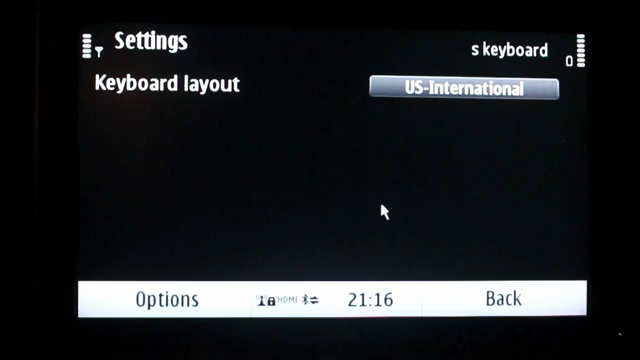 Settings
s keyboard
Keyboard layout
US-International
Options
HDMI
21:16
Back